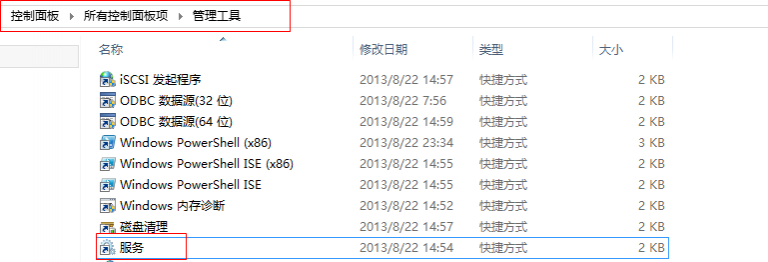 控制面板 ▸ 所有控制面板项 ▸ 管理工具
名称 修改日期 类型 大小
iSCSI 发起程序 2013/8/22 14:57 快捷方式 2 KB
ODBC 数据源(32 位) 2013/8/22 7:56 快捷方式 2 KB
ODBC 数据源(64 位) 2013/8/22 14:59 快捷方式 2 KB
Windows PowerShell (x86) 2013/8/22 23:34 快捷方式 3 KB
Windows PowerShell ISE (x86) 2013/8/22 14:55 快捷方式 2 KB
Windows PowerShell ISE 2013/8/22 14:55 快捷方式 2 KB
Windows 内存诊断 2013/8/22 14:52 快捷方式 2 KB
磁盘清理 2013/8/22 14:57 快捷方式 2 KB
服务 2013/8/22 14:54 快捷方式 2 KB